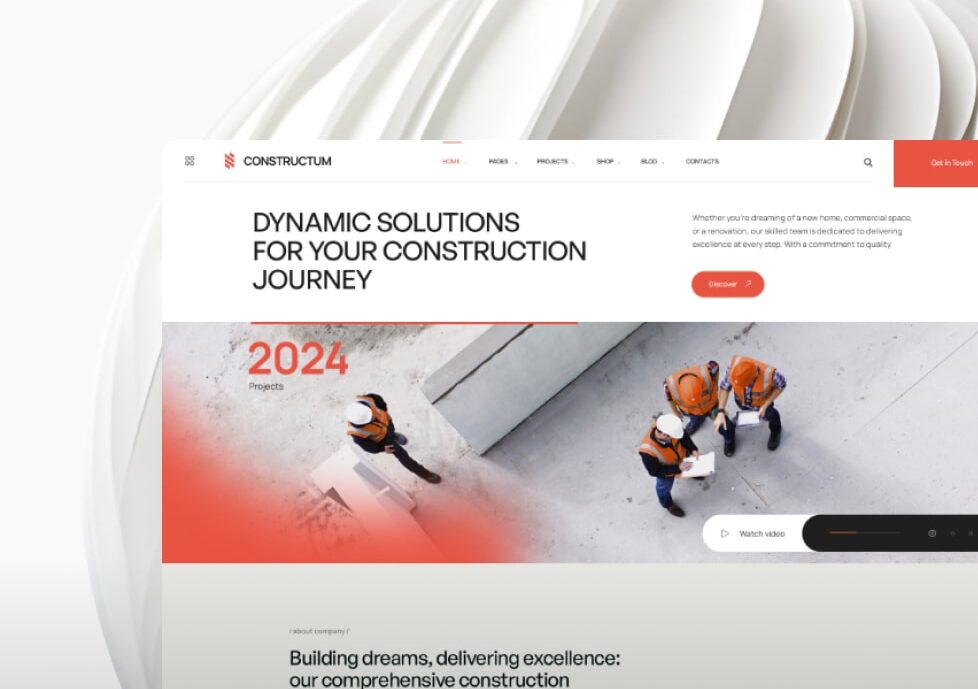 CONSTRUCTUM
HOME
PAGES
PROJECTS
SHOP
BLOG
CONTACTS
Get in Touch
DYNAMIC SOLUTIONS
FOR YOUR CONSTRUCTION
JOURNEY
Whether you're dreaming of a new home, commercial space,
or a renovation, our skilled team is dedicated to delivering
excellence at every step. With a commitment to quality
Discover
2024
Projects
Watch video
/ about company /
Building dreams, delivering excellence:
our comprehensive construction